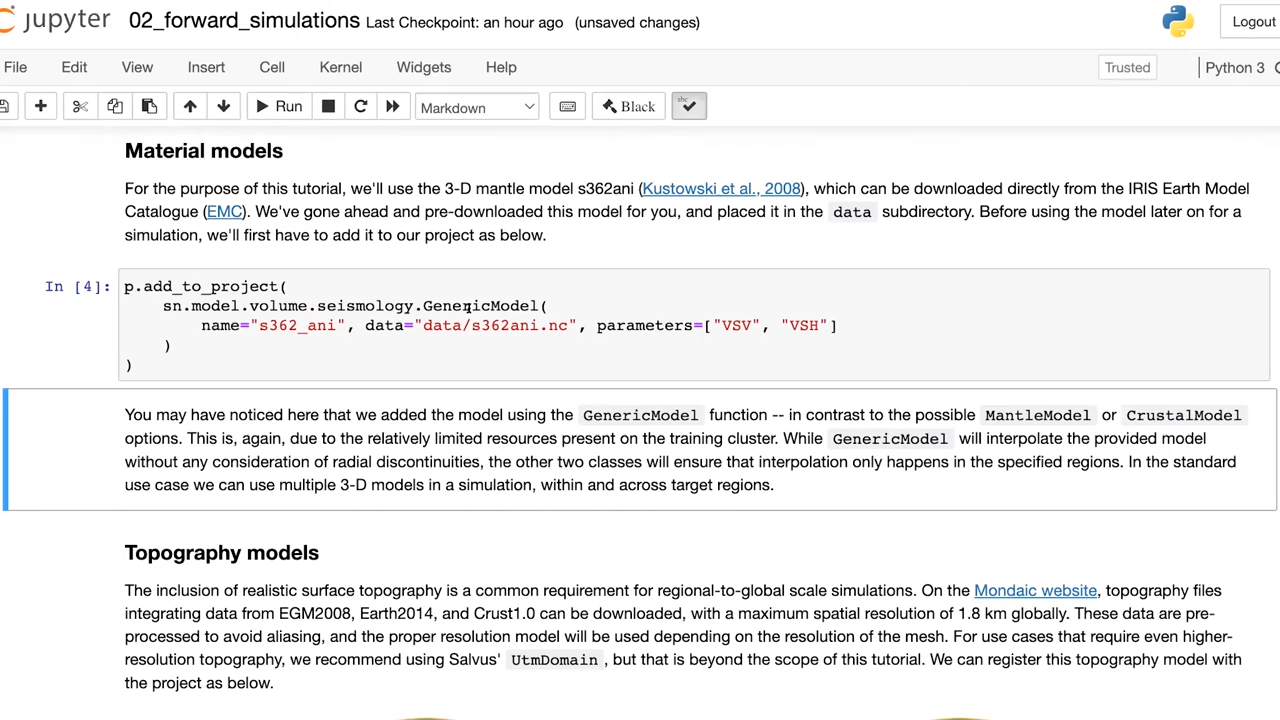 jupyter 02_forward_simulations Last Checkpoint: an hour ago (unsaved changes) Logout
File Edit View Insert Cell Kernel Widgets Help Trusted Python 3
Run Markdown Black abc
Material models
For the purpose of this tutorial, we'll use the 3-D mantle model s362ani (Kustowski et al., 2008), which can be downloaded directly from the IRIS Earth Model
Catalogue (EMC). We've gone ahead and pre-downloaded this model for you, and placed it in the data subdirectory. Before using the model later on for a
simulation, we'll first have to add it to our project as below.
In [4]: p.add_to_project(
sn.model.volume.seismology.GenericModel(
name="s362_ani", data="data/s362ani.nc", parameters=["VSV", "VSH"]
)
)
You may have noticed here that we added the model using the GenericModel function -- in contrast to the possible MantleModel or CrustalModel
options. This is, again, due to the relatively limited resources present on the training cluster. While GenericModel will interpolate the provided model
without any consideration of radial discontinuities, the other two classes will ensure that interpolation only happens in the specified regions. In the standard
use case we can use multiple 3-D models in a simulation, within and across target regions.
Topography models
The inclusion of realistic surface topography is a common requirement for regional-to-global scale simulations. On the Mondaic website, topography files
integrating data from EGM2008, Earth2014, and Crust1.0 can be downloaded, with a maximum spatial resolution of 1.8 km globally. These data are pre-
processed to avoid aliasing, and the proper resolution model will be used depending on the resolution of the mesh. For use cases that require even higher-
resolution topography, we recommend using Salvus' UtmDomain, but that is beyond the scope of this tutorial. We can register this topography model with
the project as below.